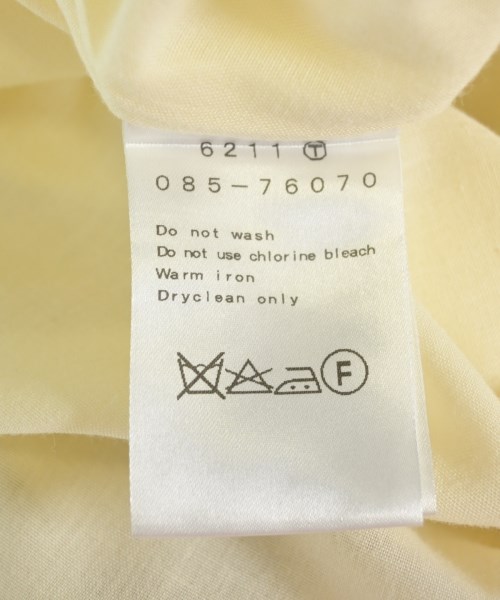 6211 Ⓣ
085-76070
Do not wash
Do not use chlorine bleach
Warm iron
Dryclean only
F